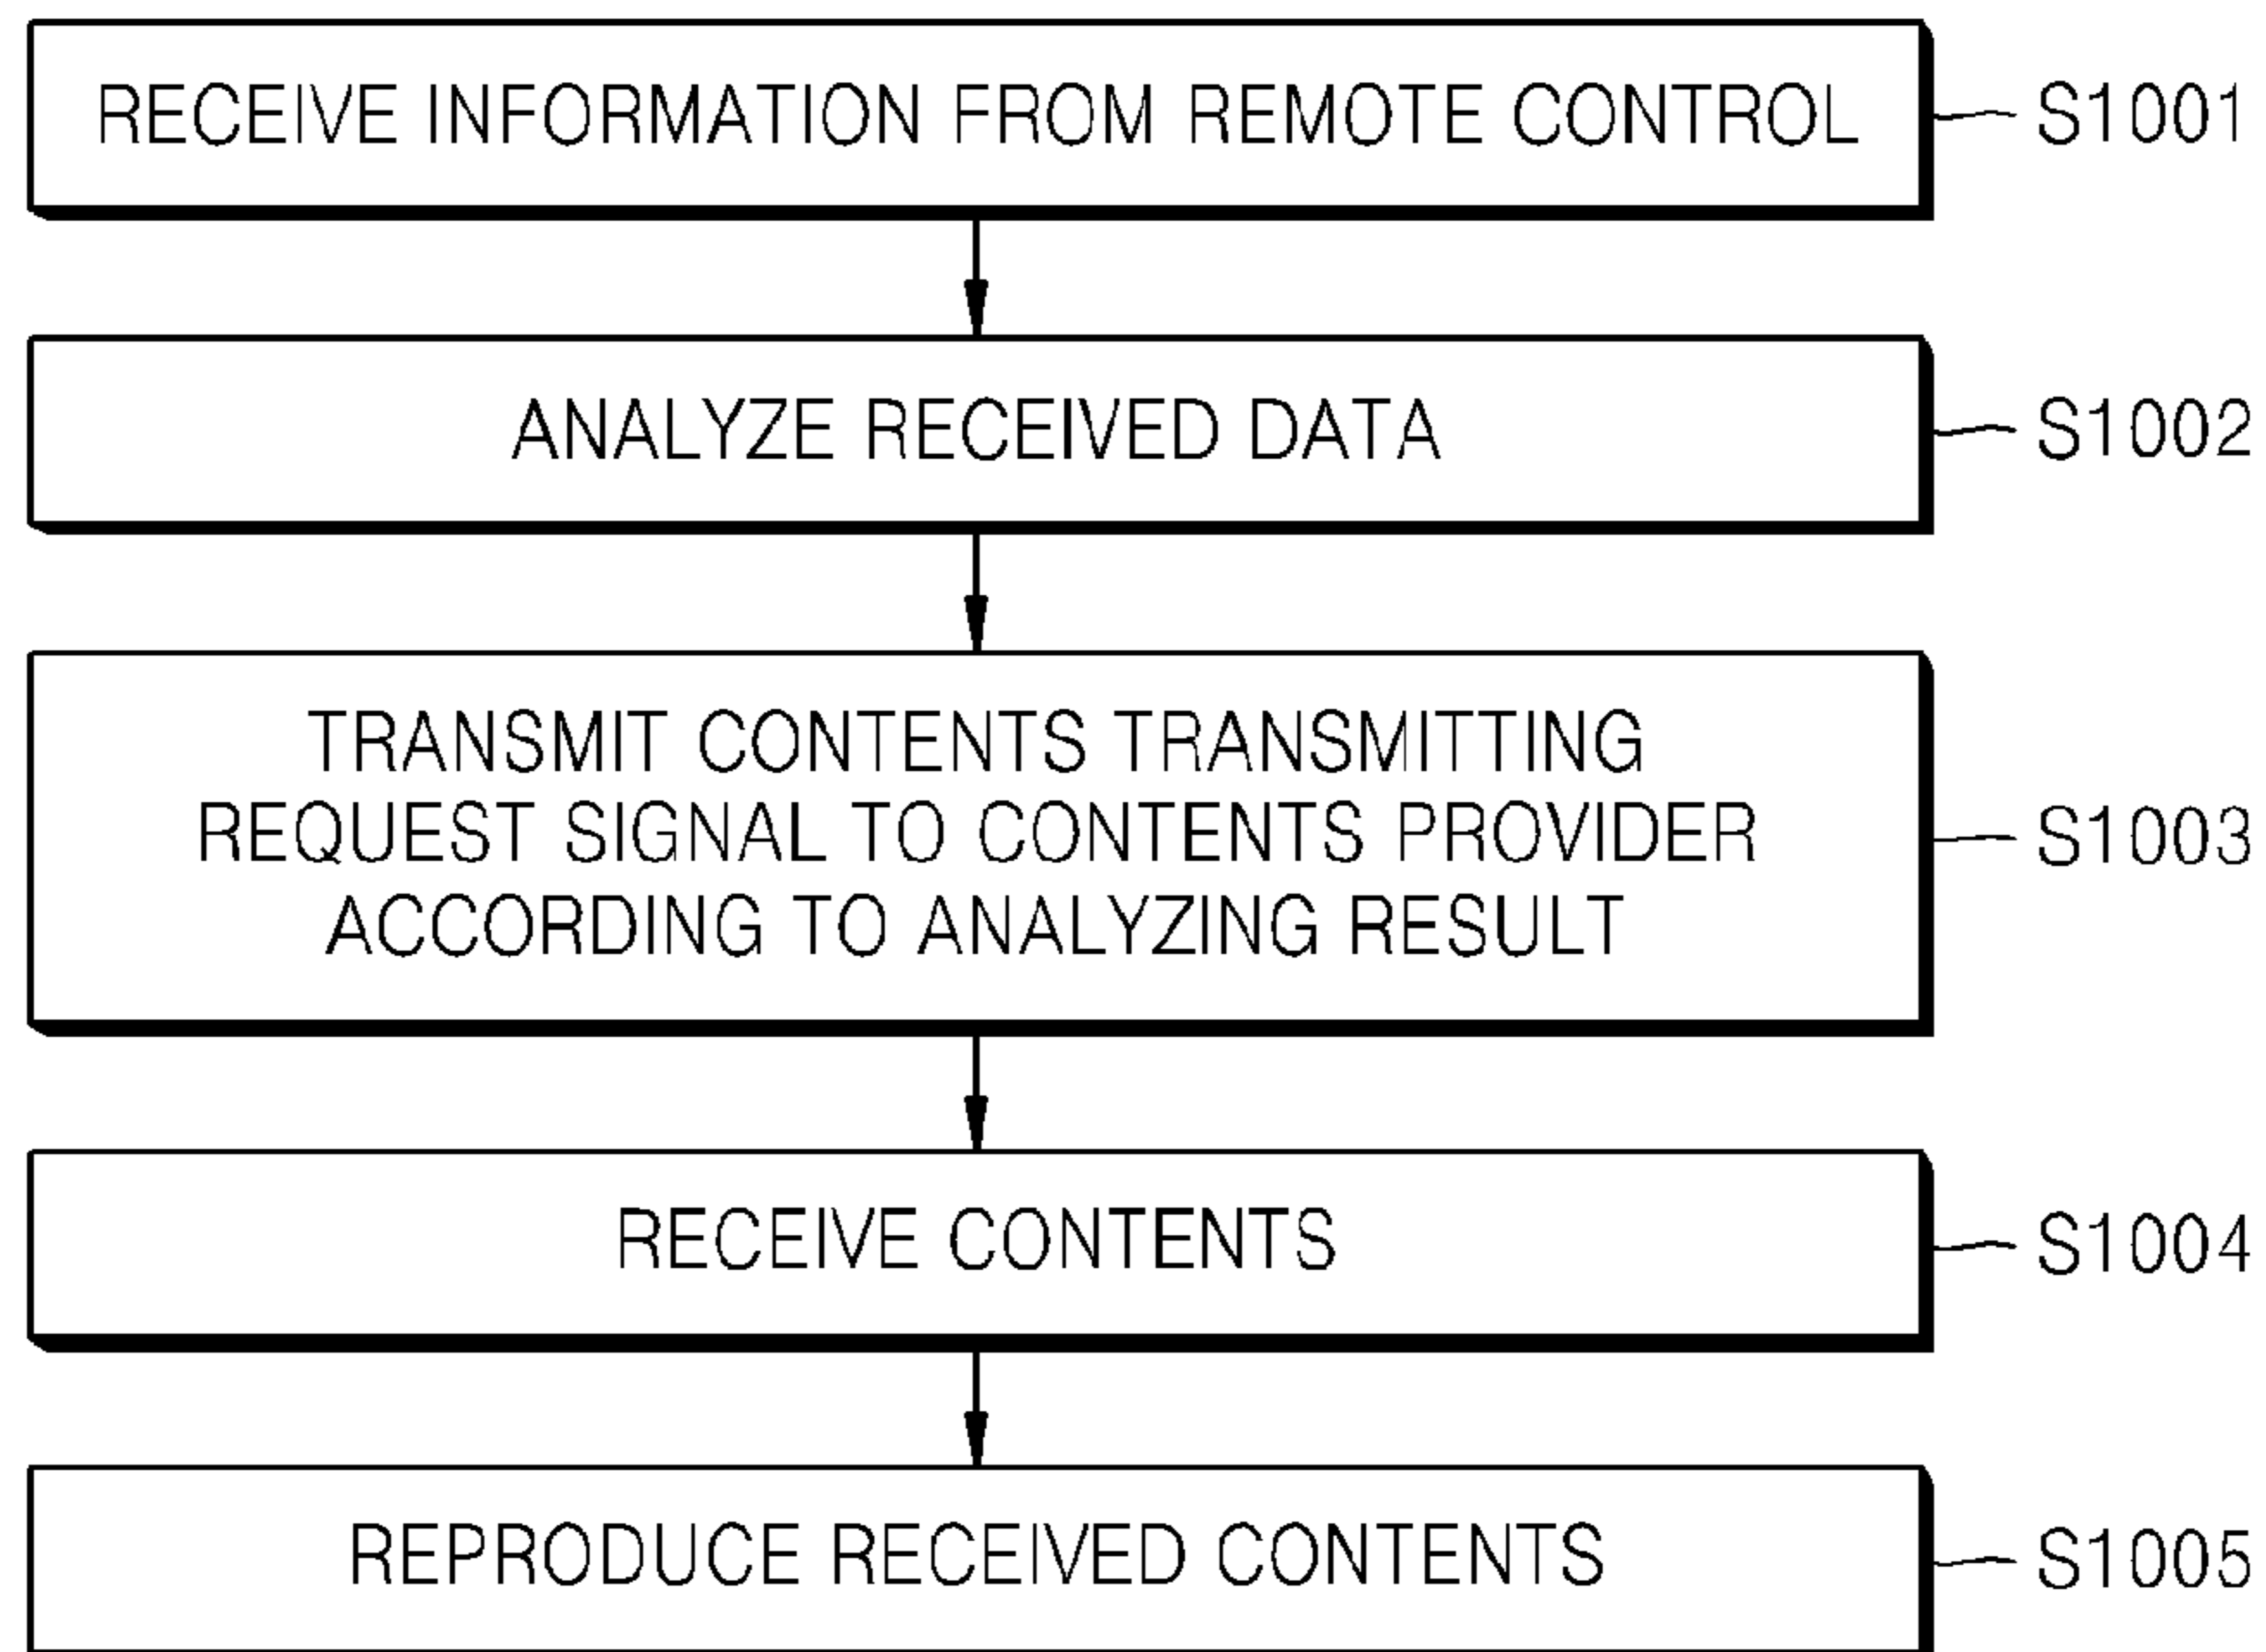 RECEIVE INFORMATION FROM REMOTE CONTROL S1001
ANALYZE RECEIVED DATA S1002
TRANSMIT CONTENTS TRANSMITTING
REQUEST SIGNAL TO CONTENTS PROVIDER S1003
ACCORDING TO ANALYZING RESULT
RECEIVE CONTENTS S1004
REPRODUCE RECEIVED CONTENTS S1005